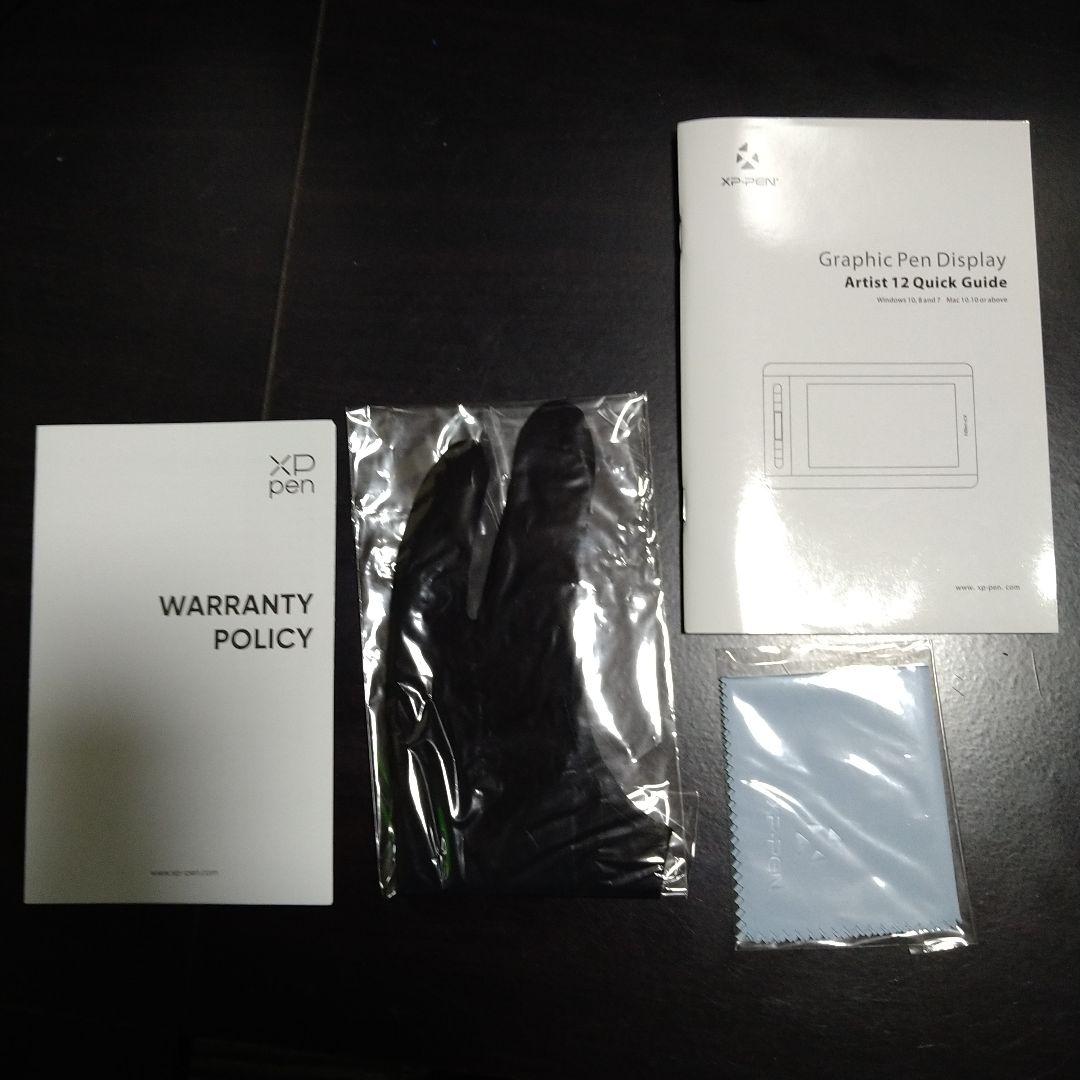 XP-PEN
Graphic Pen Display
Artist 12 Quick Guide
Windows 10, 8 and 7 Mac 10.10 or above
XP-PEN
www. xp-pen. com
XP
pen
WARRANTY
POLICY
www.xp-pen.com